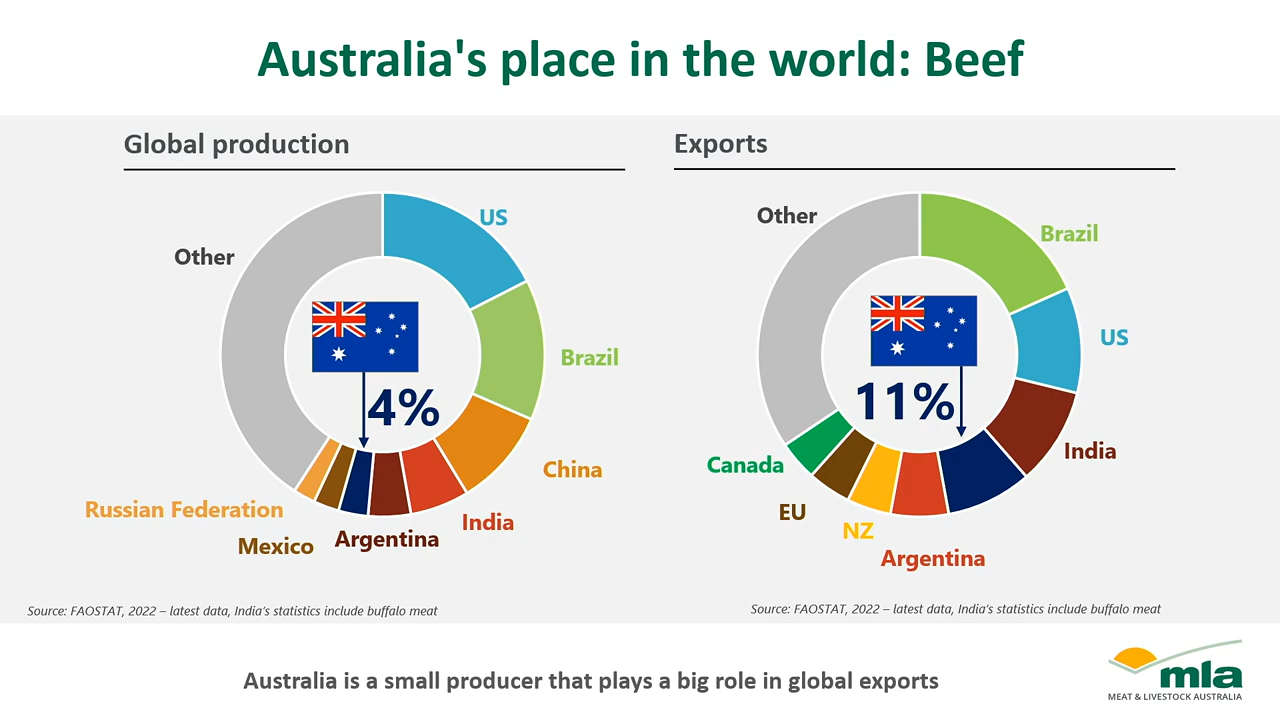 Australia's place in the world: Beef
Global production
US
Other
Brazil
4%
China
Russian Federation
India
Mexico
Argentina
Source: FAOSTAT, 2022 – latest data, India's statistics include buffalo meat
Exports
Other
Brazil
US
11%
India
Canada
EU
NZ
Argentina
Source: FAOSTAT, 2022 – latest data, India's statistics include buffalo meat
Australia is a small producer that plays a big role in global exports
mla
MEAT & LIVESTOCK AUSTRALIA